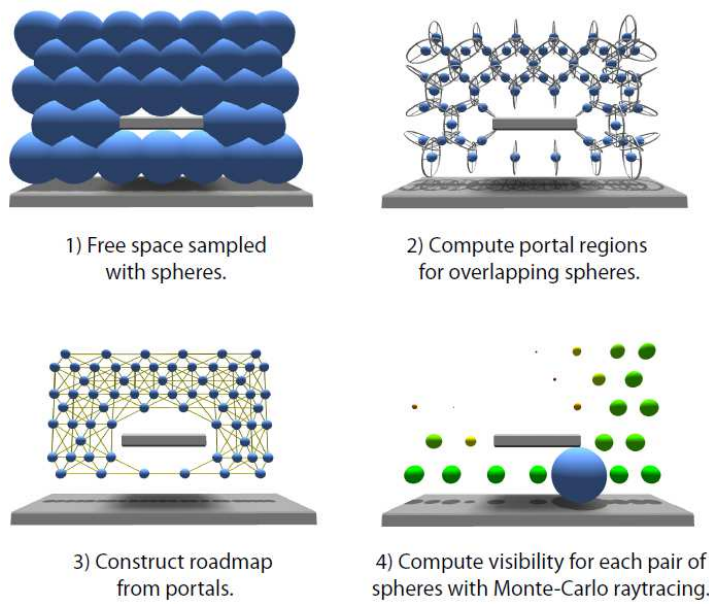 1) Free space sampled
with spheres.
2) Compute portal regions
for overlapping spheres.
3) Construct roadmap
from portals.
4) Compute visibility for each pair of
spheres with Monte-Carlo raytracing.